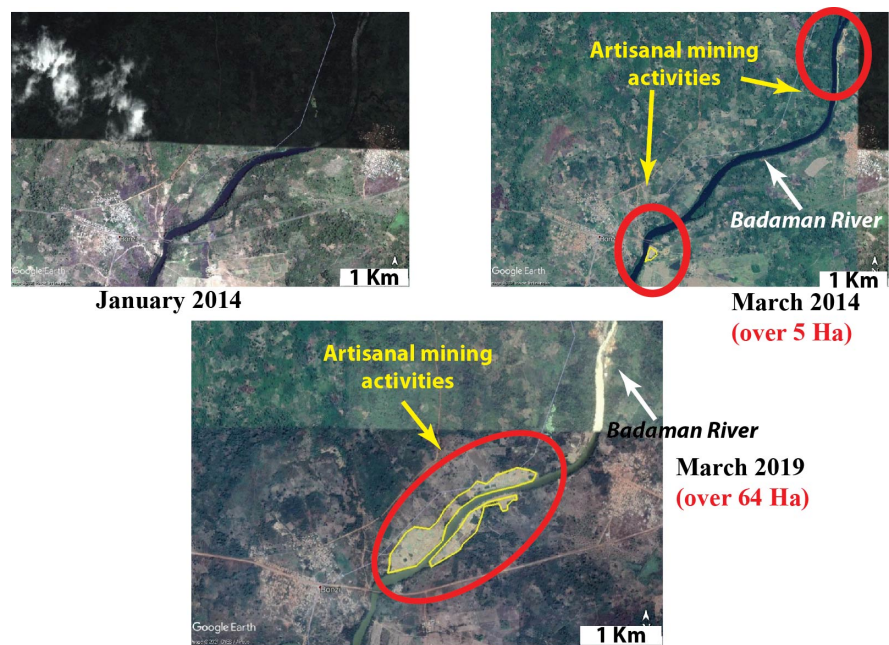 Google Earth
1 Km
January 2014
Artisanal mining
activities
Badaman River
Google Earth
1 Km
March 2014
(over 5 Ha)
Artisanal mining
activities
Badaman River
March 2019
(over 64 Ha)
Google Earth
1 Km